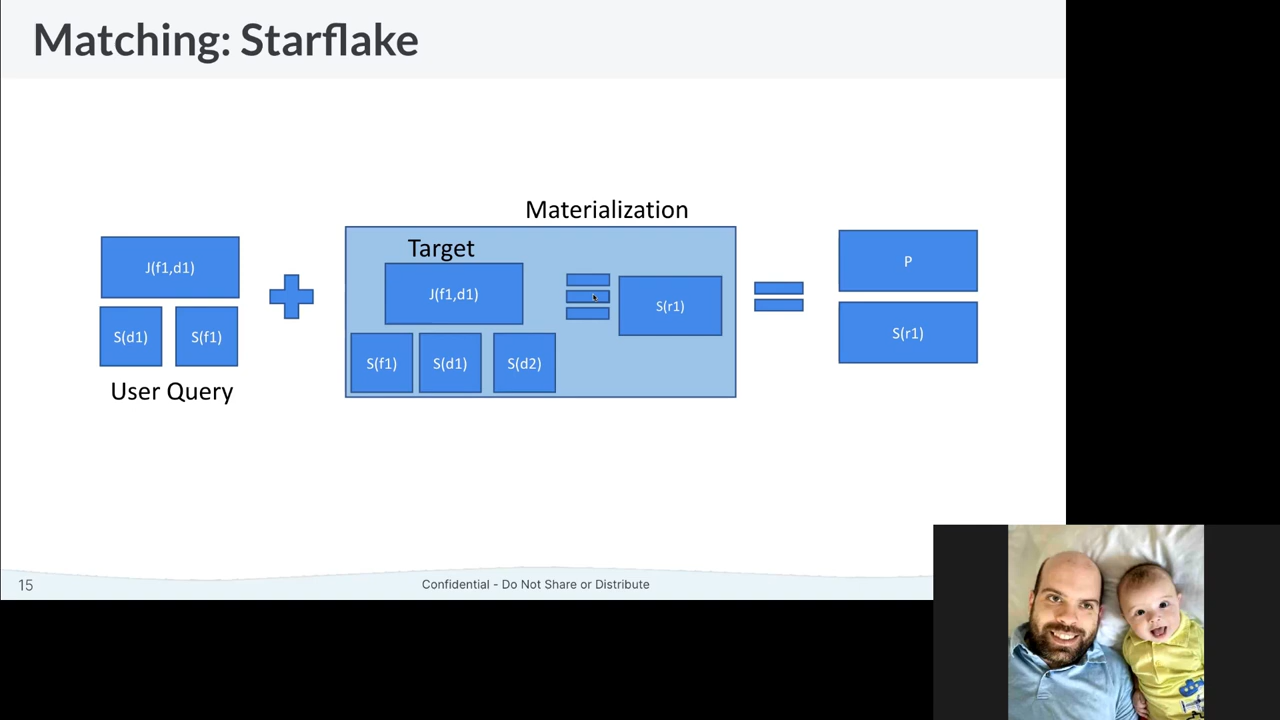 Matching: Starflake
Materialization
Target
J(f1,d1)
S(d1)
S(f1)
User Query
J(f1,d1)
S(f1)
S(d1)
S(d2)
S(r1)
P
S(r1)
15
Confidential - Do Not Share or Distribute